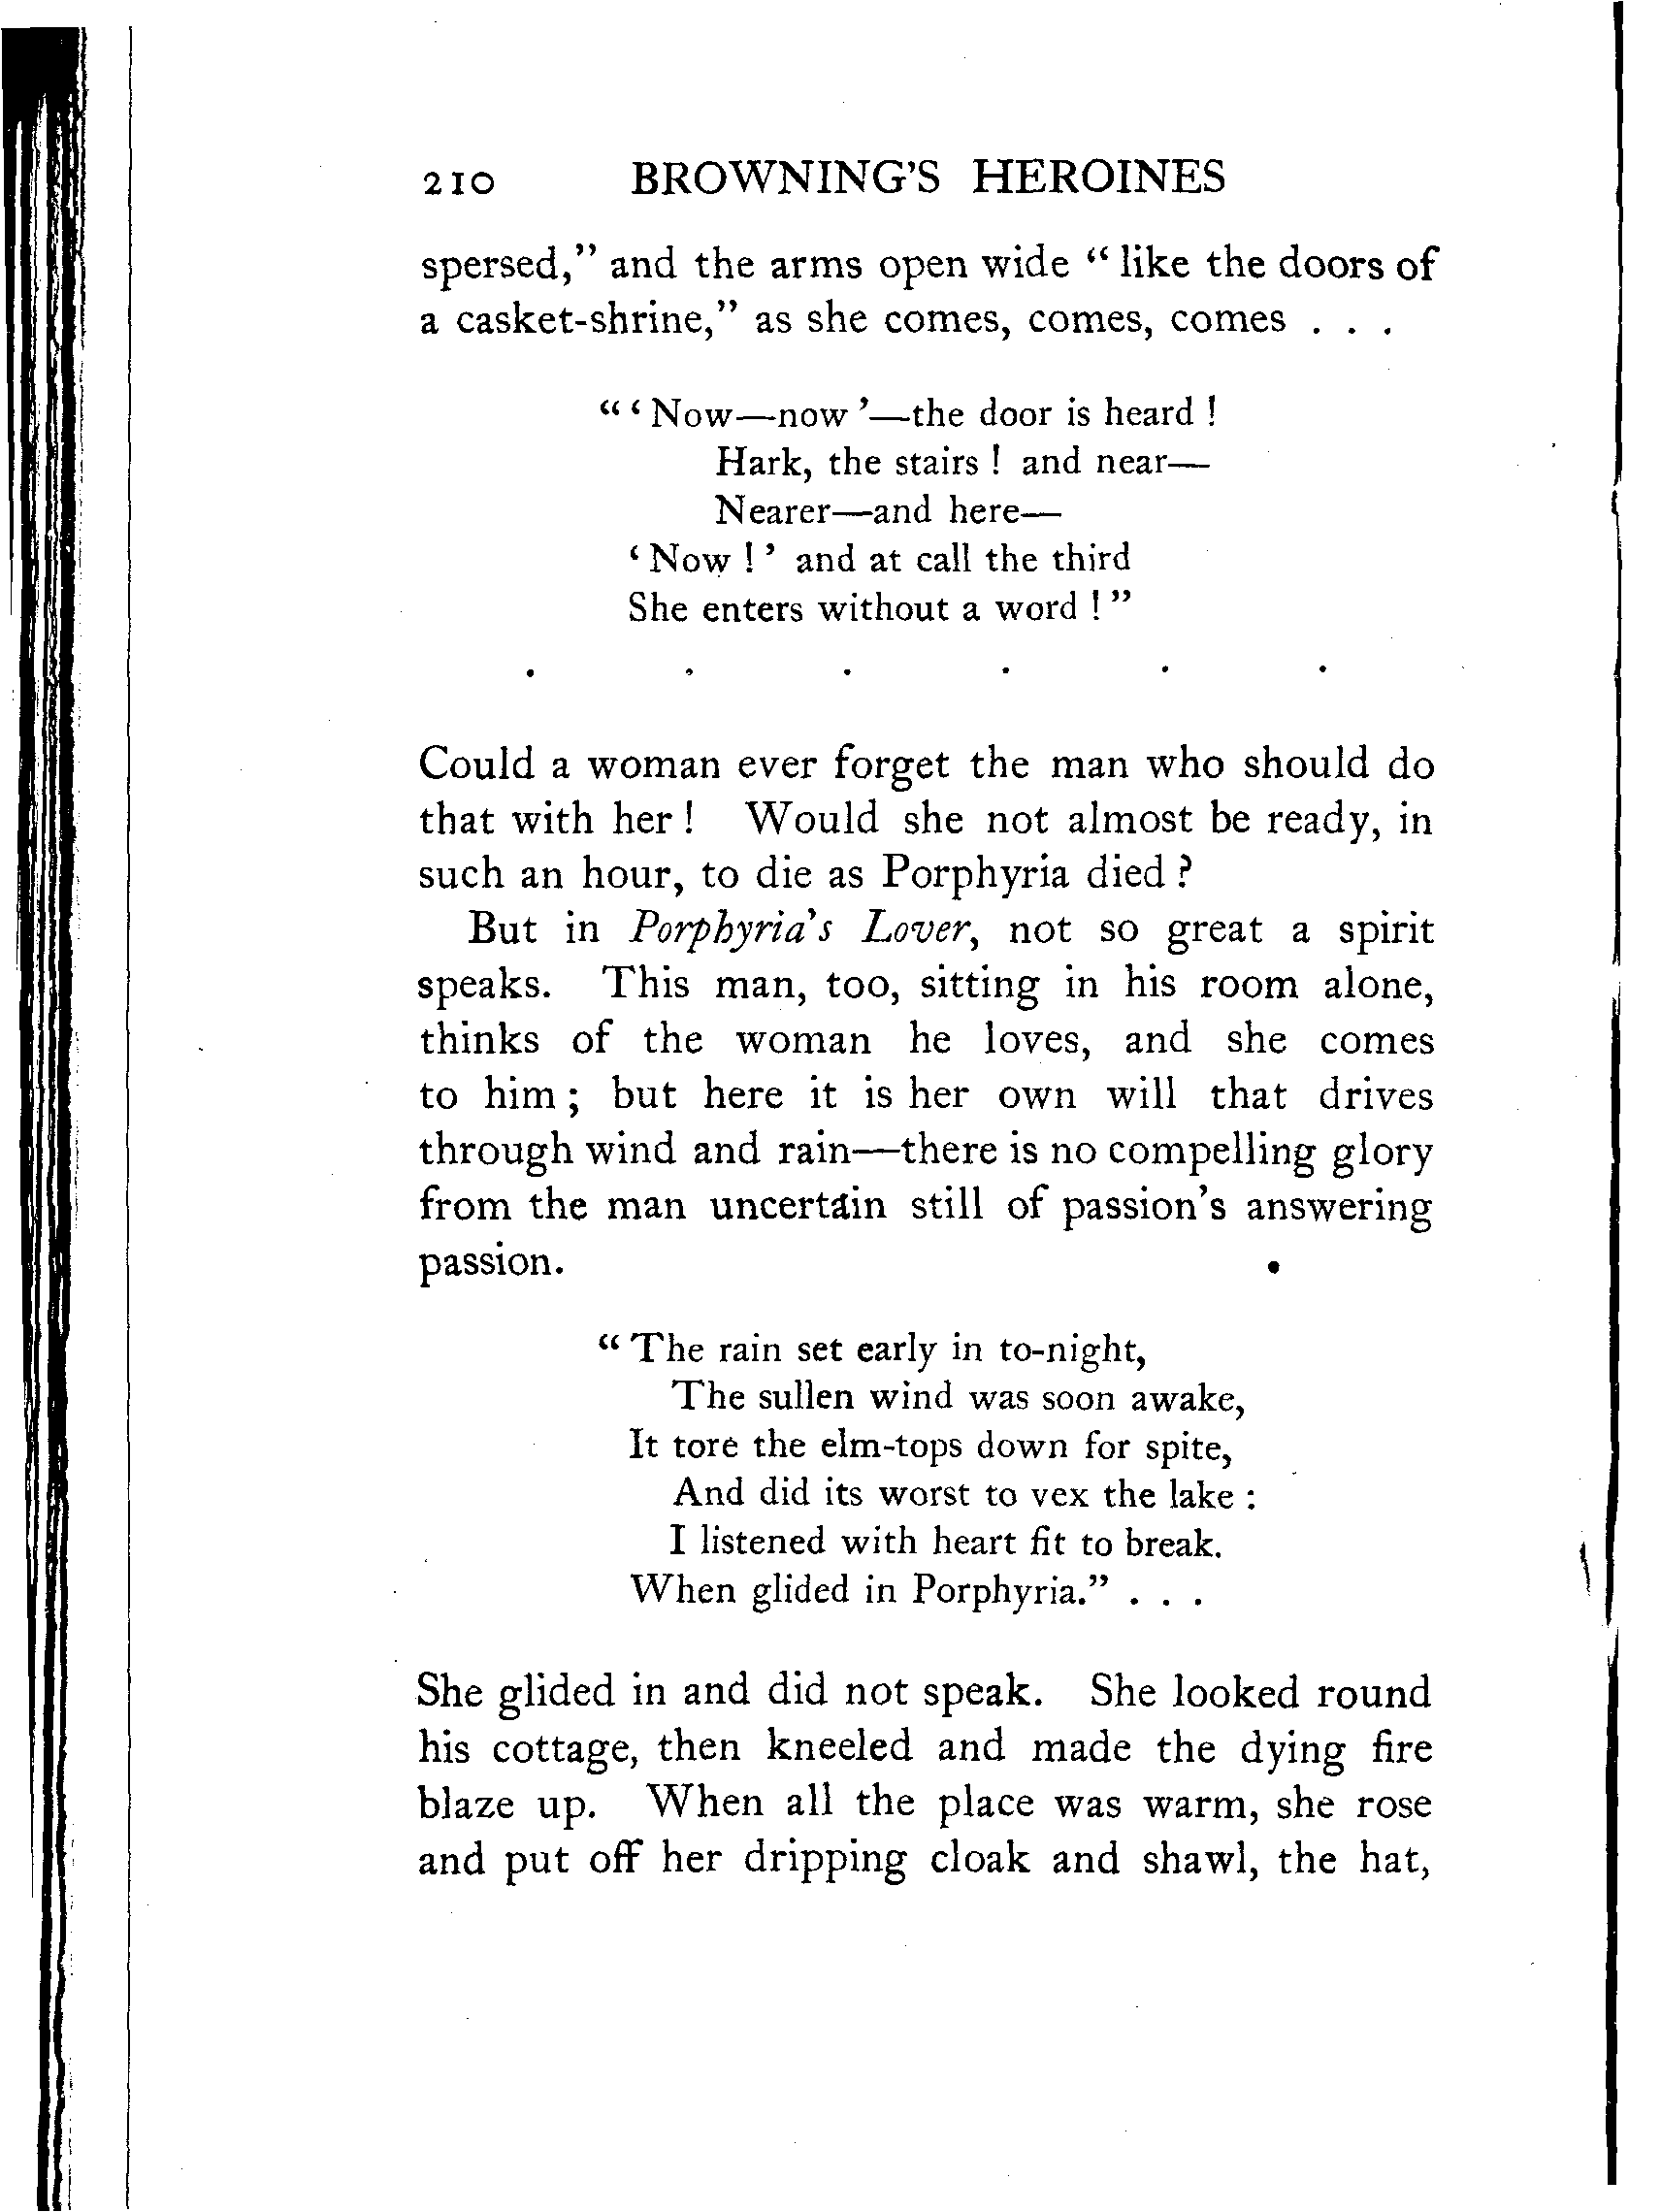 210 BROWNING'S HEROINES
spersed,” and the arms open wide “like the doors of
a casket-shrine,” as she comes, comes, comes . . .
“‘Now—now’—the door is heard!
Hark, the stairs! and near—
Nearer—and here—
‘Now!’ and at call the third
She enters without a word!”
. . . . . .
Could a woman ever forget the man who should do
that with her! Would she not almost be ready, in
such an hour, to die as Porphyria died?
But in Porphyria's Lover, not so great a spirit
speaks. This man, too, sitting in his room alone,
thinks of the woman he loves, and she comes
to him; but here it is her own will that drives
through wind and rain—there is no compelling glory
from the man uncertain still of passion's answering
passion.
“The rain set early in to-night,
The sullen wind was soon awake,
It tore the elm-tops down for spite,
And did its worst to vex the lake:
I listened with heart fit to break.
When glided in Porphyria.” . . .
She glided in and did not speak. She looked round
his cottage, then kneeled and made the dying fire
blaze up. When all the place was warm, she rose
and put off her dripping cloak and shawl, the hat,